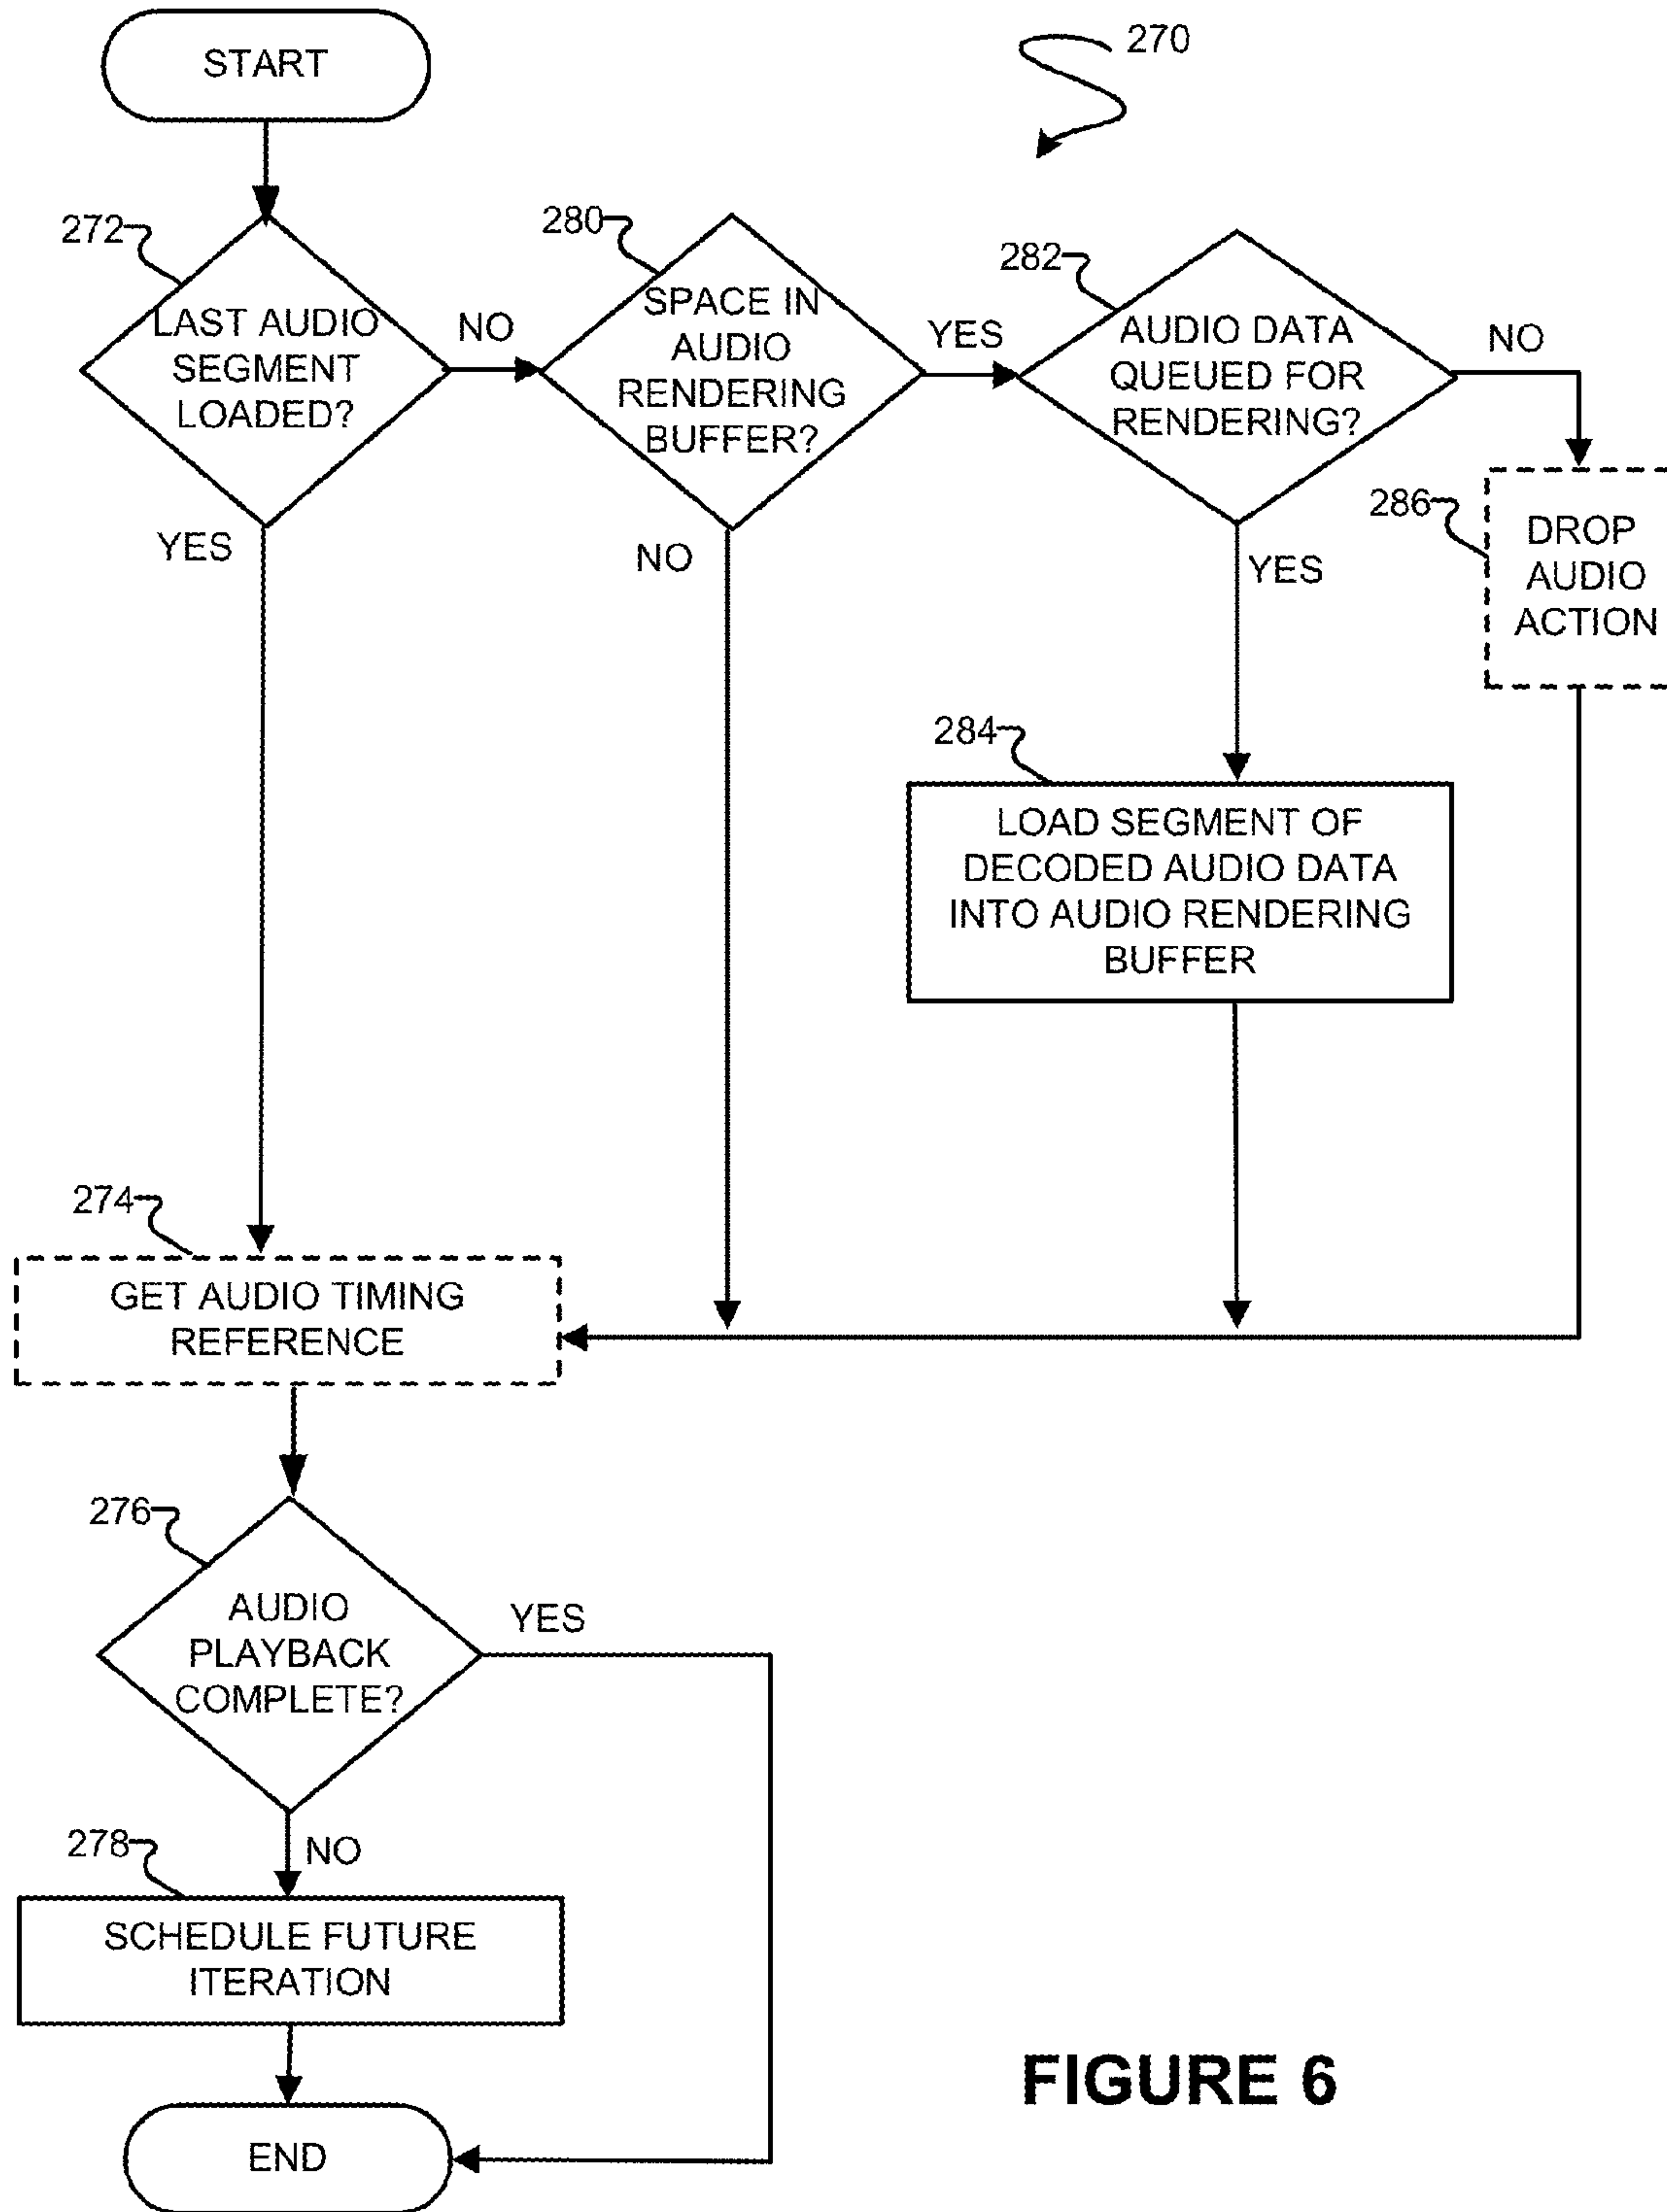 START
270
272
LAST AUDIO
SEGMENT
LOADED?
NO
YES
280
SPACE IN
AUDIO
RENDERING
BUFFER?
YES
NO
282
AUDIO DATA
QUEUED FOR
RENDERING?
NO
YES
286
DROP
AUDIO
ACTION
284
LOAD SEGMENT OF
DECODED AUDIO DATA
INTO AUDIO RENDERING
BUFFER
274
GET AUDIO TIMING
REFERENCE
276
AUDIO
PLAYBACK
COMPLETE?
YES
NO
278
SCHEDULE FUTURE
ITERATION
END
FIGURE 6